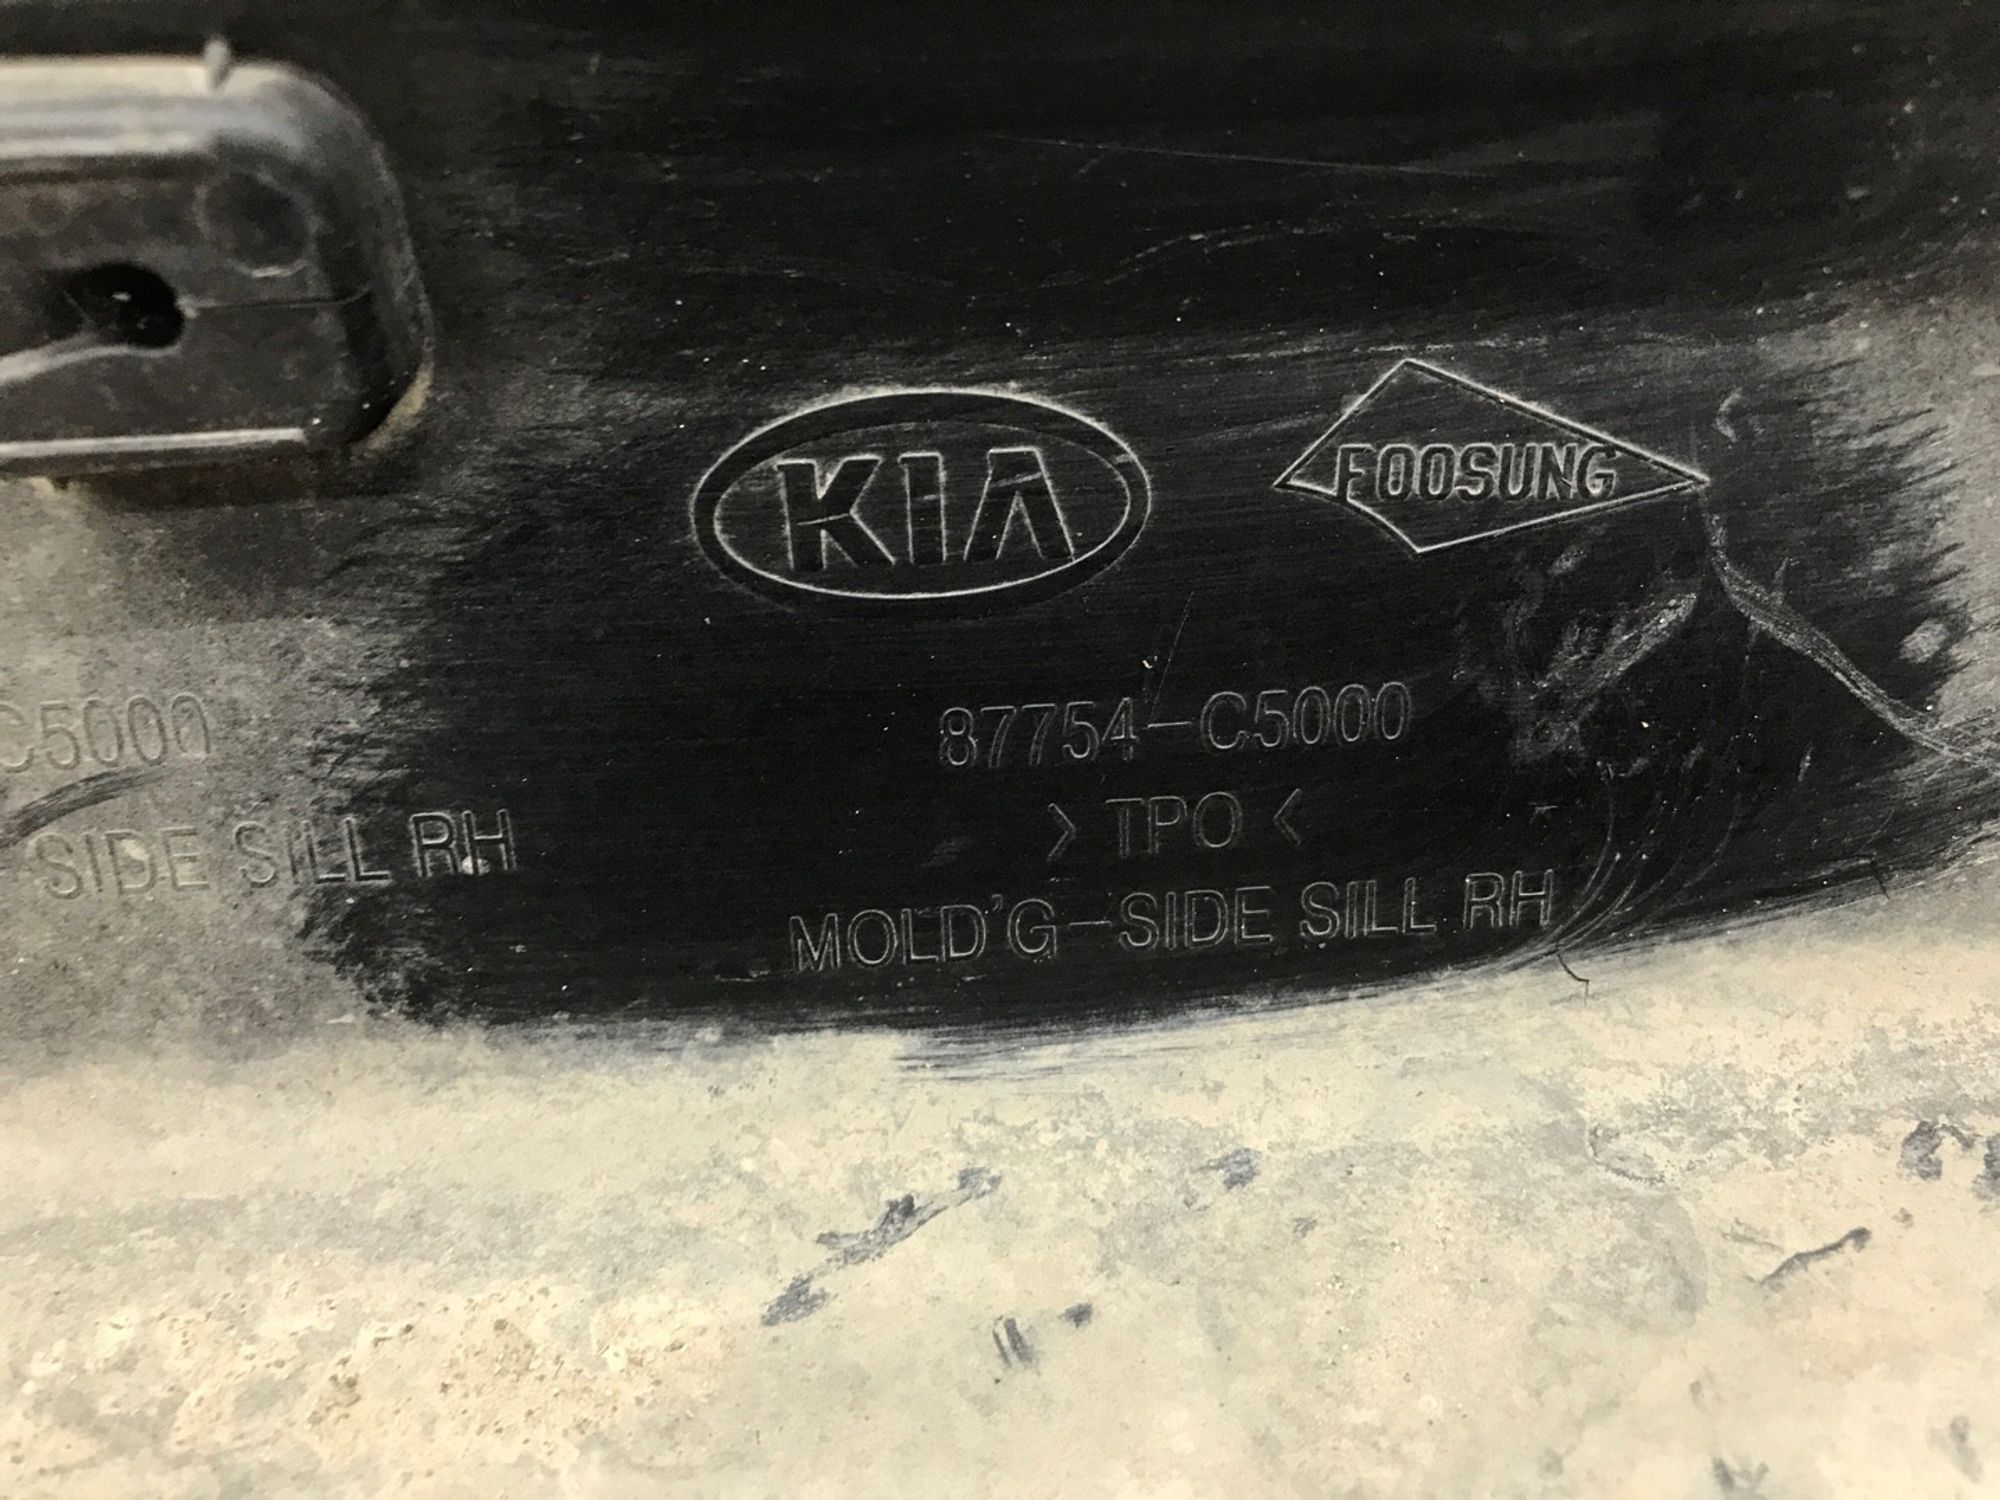 KIA
FOOSUNG
87754-C5000
>TPO<
MOLD'G-SIDE SILL RH
C5000
SIDE SILL RH